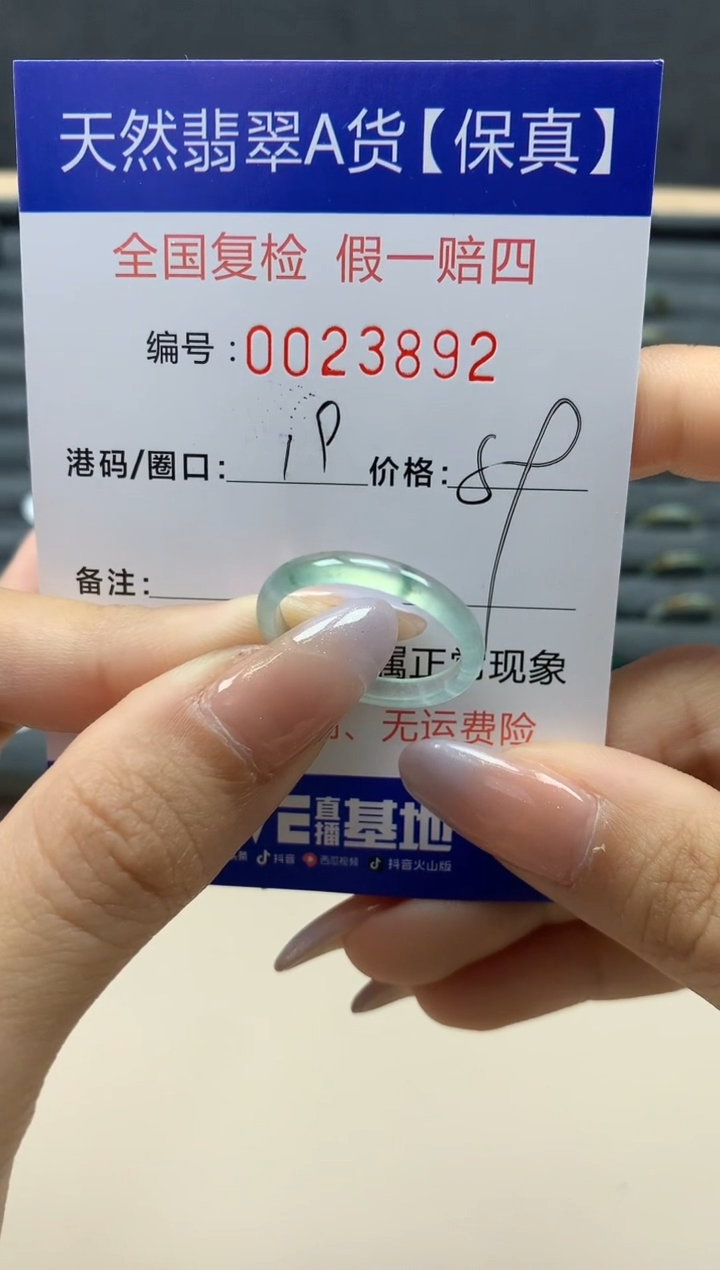 天然翡翠A货【保真】
全国复检 假一赔四
编号:0023892
港码/圈口: 19 价格:
备注:
属正常现象
、无运费险
直播基地
抖音 西瓜视频 抖音火山版